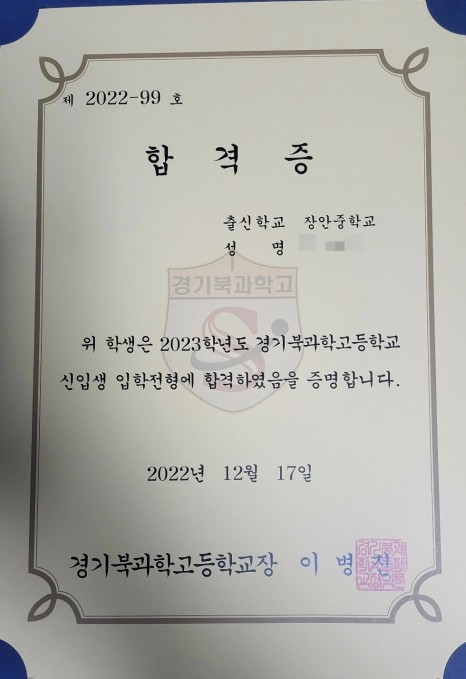 제 2022-99 호
합 격 증
출신학교 장안중학교
성 명
경기북과학고
위 학생은 2023학년도 경기북과학고등학교
신입생 입학전형에 합격하였음을 증명합니다.
2022년 12월 17일
경기북과학고등학교장 이 병 진